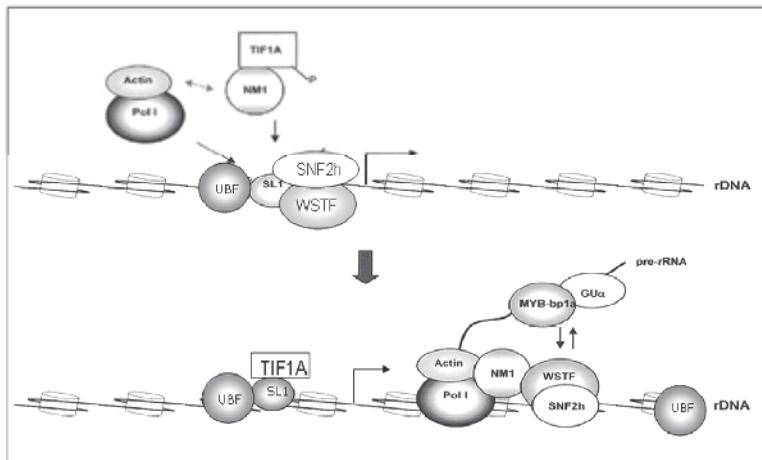 TIF1A
P
Actin
NM1
Pol I
SNF2h
SL1
UBF
WSTF
rDNA
pre-rRNA
MYB-bp1a
GUα
TIF1A
Actin
NM1
WSTF
SL1
UBF
Pol I
SNF2h
UBF
rDNA